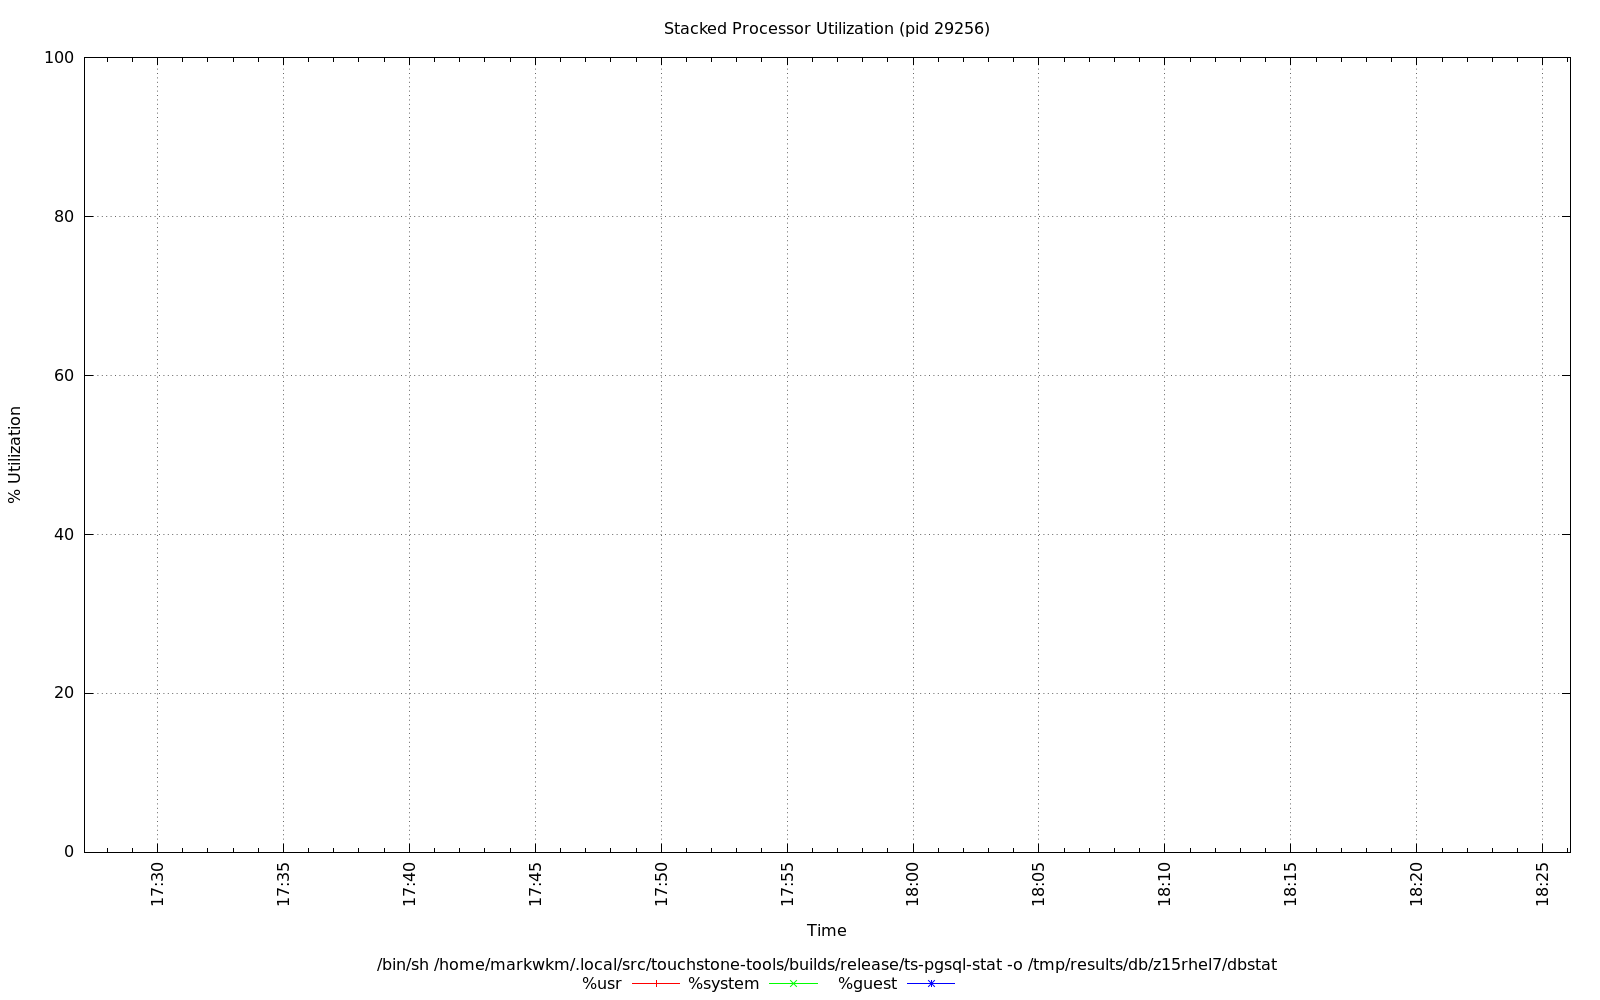 Stacked Processor Utilization (pid 29256)
100
80
60
40
20
0
% Utilization
17:30 17:35 17:40 17:45 17:50 17:55 18:00 18:05 18:10 18:15 18:20 18:25
Time
/bin/sh /home/markwkm/.local/src/touchstone-tools/builds/release/ts-pgsql-stat -o /tmp/results/db/z15rhel7/dbstat
%usr %system %guest